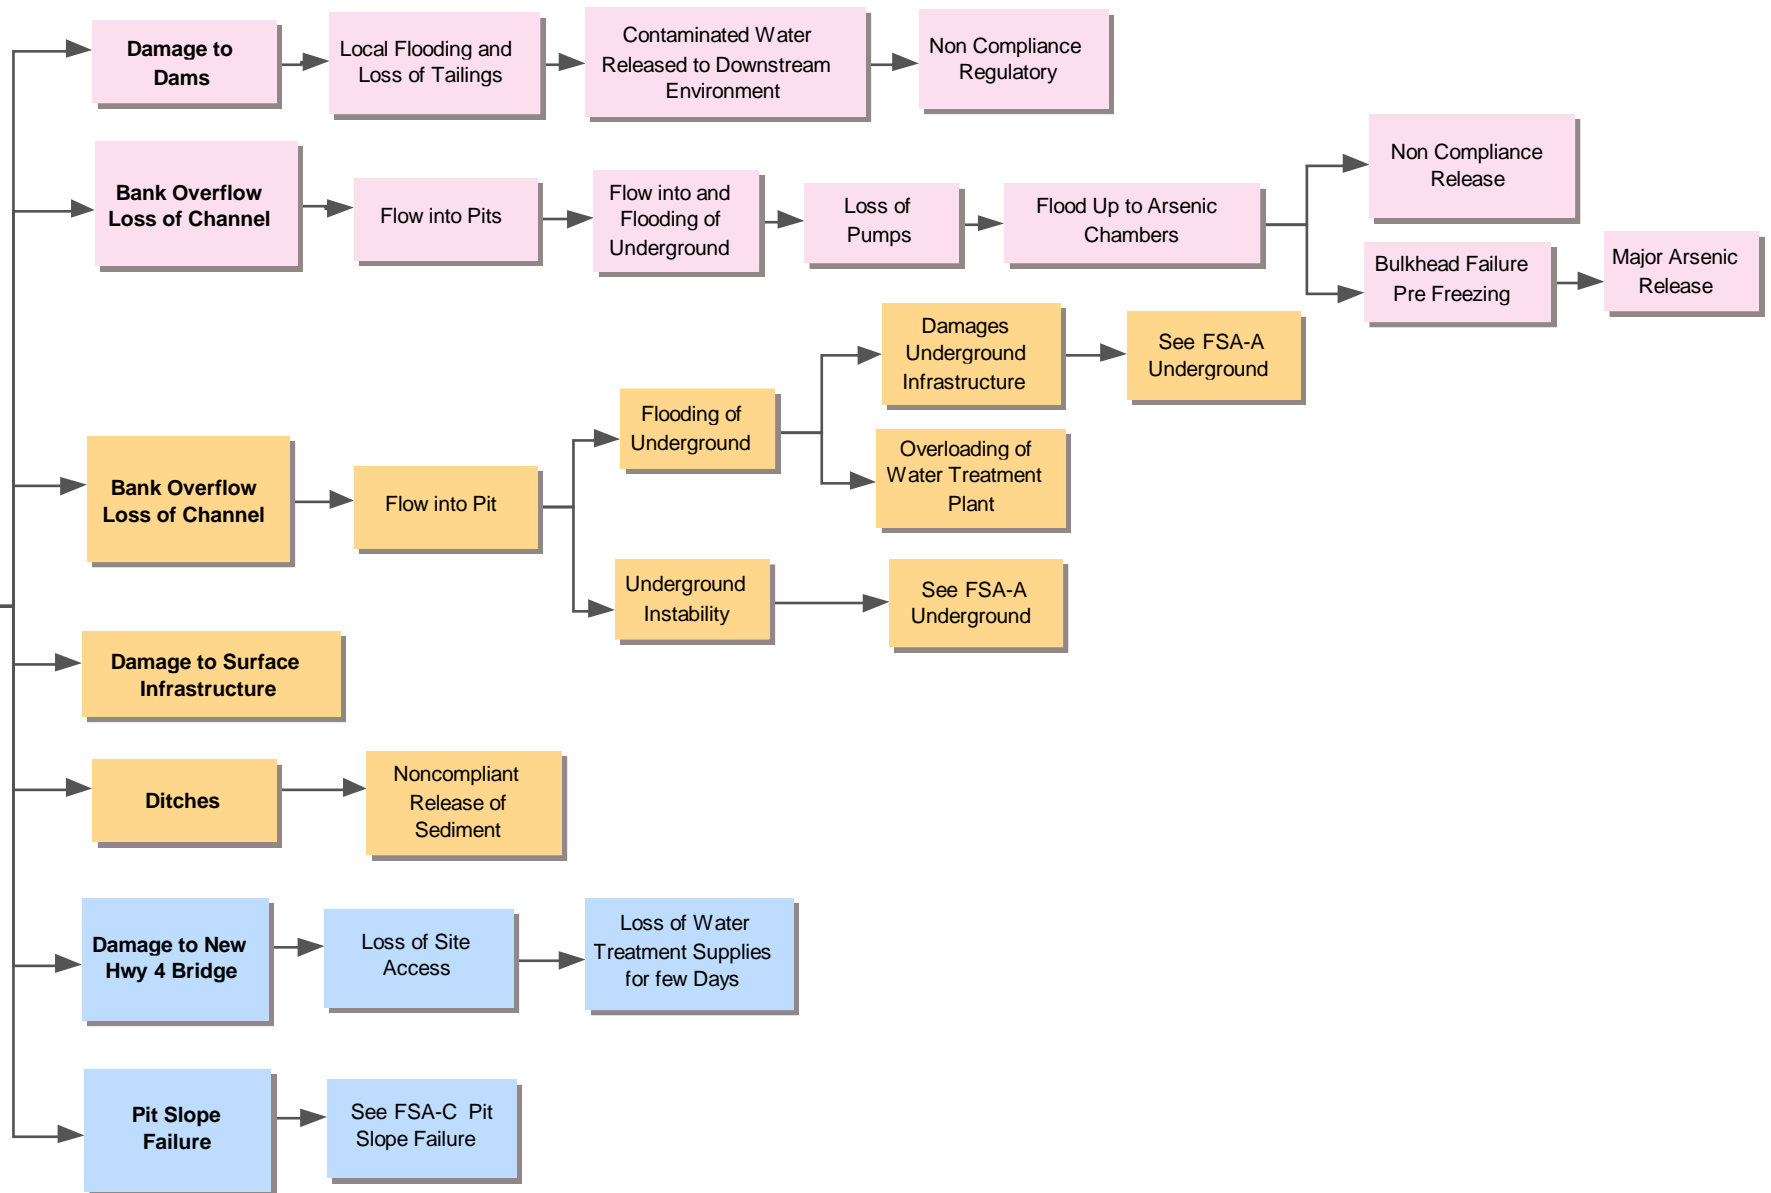 Damage to
Dams
Local Flooding and
Loss of Tailings
Contaminated Water
Released to Downstream
Environment
Non Compliance
Regulatory
Bank Overflow
Loss of Channel
Flow into Pits
Flow into and
Flooding of
Underground
Loss of
Pumps
Flood Up to Arsenic
Chambers
Non Compliance
Release
Bulkhead Failure
Pre Freezing
Major Arsenic
Release
Bank Overflow
Loss of Channel
Flow into Pit
Flooding of
Underground
Damages
Underground
Infrastructure
See FSA-A
Underground
Overloading of
Water Treatment
Plant
Underground
Instability
See FSA-A
Underground
Damage to Surface
Infrastructure
Ditches
Noncompliant
Release of
Sediment
Damage to New
Hwy 4 Bridge
Loss of Site
Access
Loss of Water
Treatment Supplies
for few Days
Pit Slope
Failure
See FSA-C Pit
Slope Failure